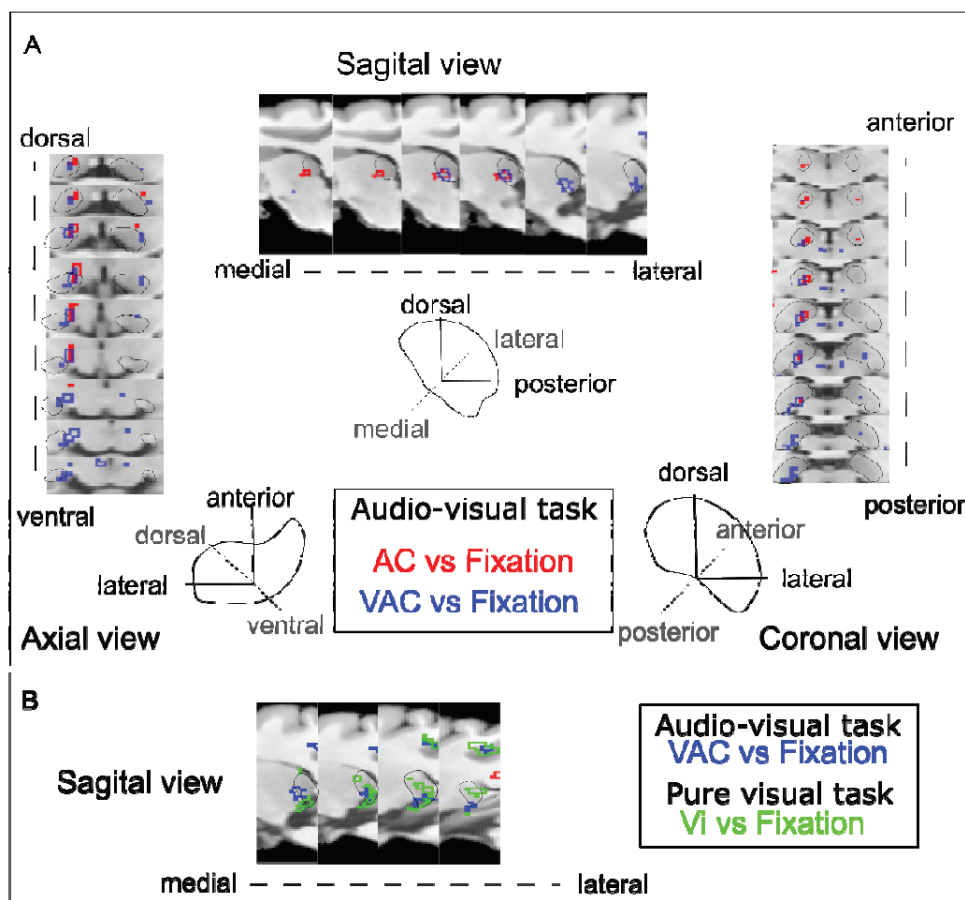 A
Sagital view
dorsal
anterior
medial
lateral
dorsal
lateral
posterior
medial
ventral
posterior
anterior
dorsal
lateral
ventral
Axial view
Audio-visual task
AC vs Fixation
VAC vs Fixation
dorsal
anterior
lateral
posterior
Coronal view
B
Sagital view
medial
lateral
Audio-visual task
VAC vs Fixation
Pure visual task
Vi vs Fixation